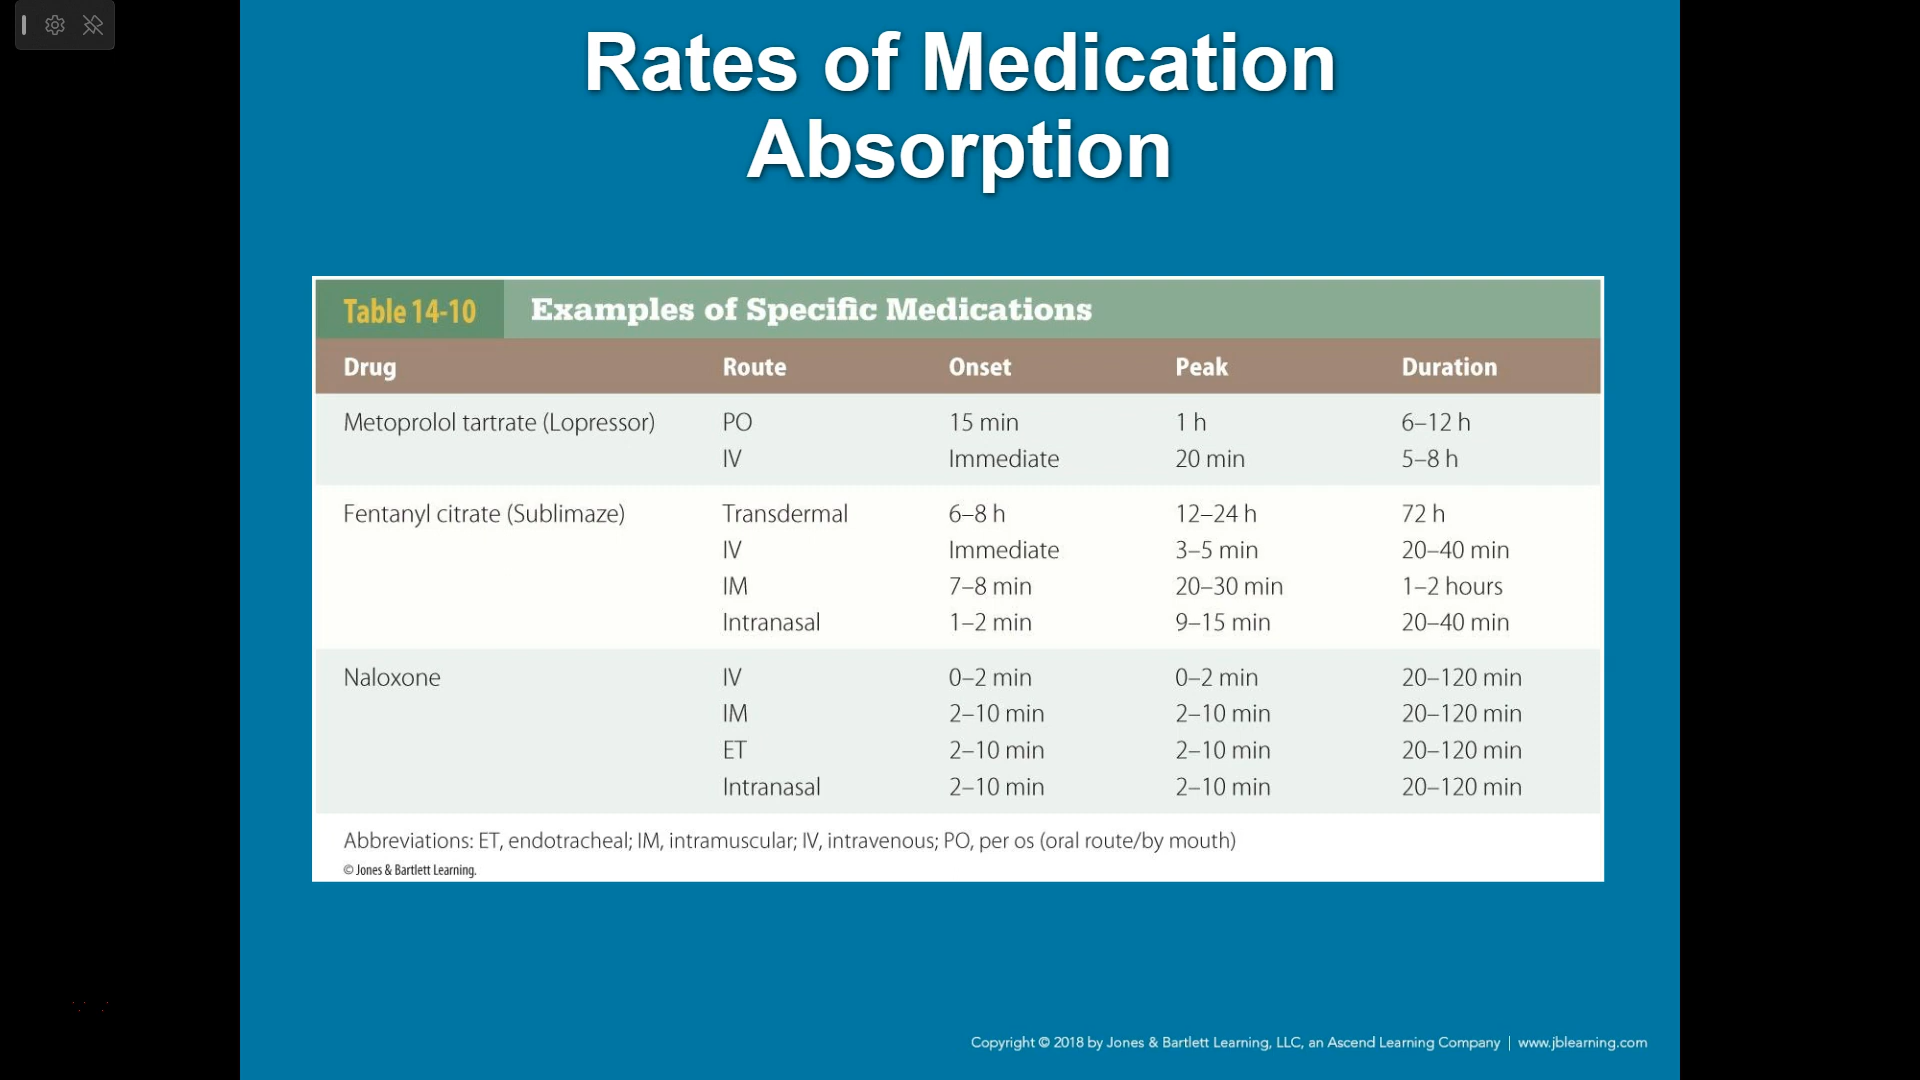 Rates of Medication
Absorption
Table 14-10 Examples of Specific Medications
Drug Route Onset Peak Duration
Metoprolol tartrate (Lopressor) PO 15 min 1 h 6–12 h
IV Immediate 20 min 5–8 h
Fentanyl citrate (Sublimaze) Transdermal 6–8 h 12–24 h 72 h
IV Immediate 3–5 min 20–40 min
IM 7–8 min 20–30 min 1–2 hours
Intranasal 1–2 min 9–15 min 20–40 min
Naloxone IV 0–2 min 0–2 min 20–120 min
IM 2–10 min 2–10 min 20–120 min
ET 2–10 min 2–10 min 20–120 min
Intranasal 2–10 min 2–10 min 20–120 min
Abbreviations: ET, endotracheal; IM, intramuscular; IV, intravenous; PO, per os (oral route/by mouth)
© Jones & Bartlett Learning.
Copyright © 2018 by Jones & Bartlett Learning, LLC, an Ascend Learning Company | www.jblearning.com